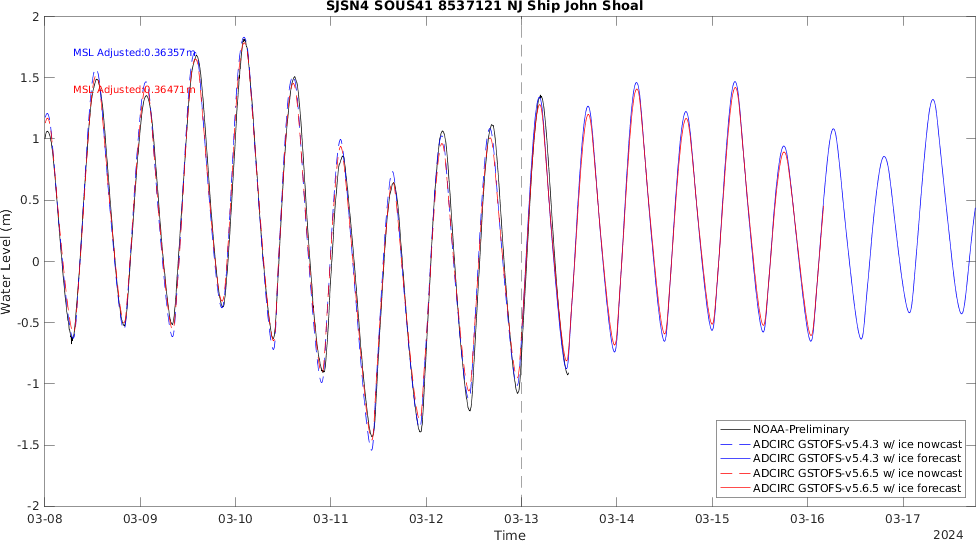 SJSN4 SOUS41 8537121 NJ Ship John Shoal
MSL Adjusted:0.36357m
MSL Adjusted:0.36471m
2
1.5
1
0.5
0
-0.5
-1
-1.5
-2
Water Level (m)
NOAA-Preliminary
ADCIRC GSTOFS-v5.4.3 w/ ice nowcast
ADCIRC GSTOFS-v5.4.3 w/ ice forecast
ADCIRC GSTOFS-v5.6.5 w/ ice nowcast
ADCIRC GSTOFS-v5.6.5 w/ ice forecast
03-08 03-09 03-10 03-11 03-12 03-13 03-14 03-15 03-16 03-17
Time
2024